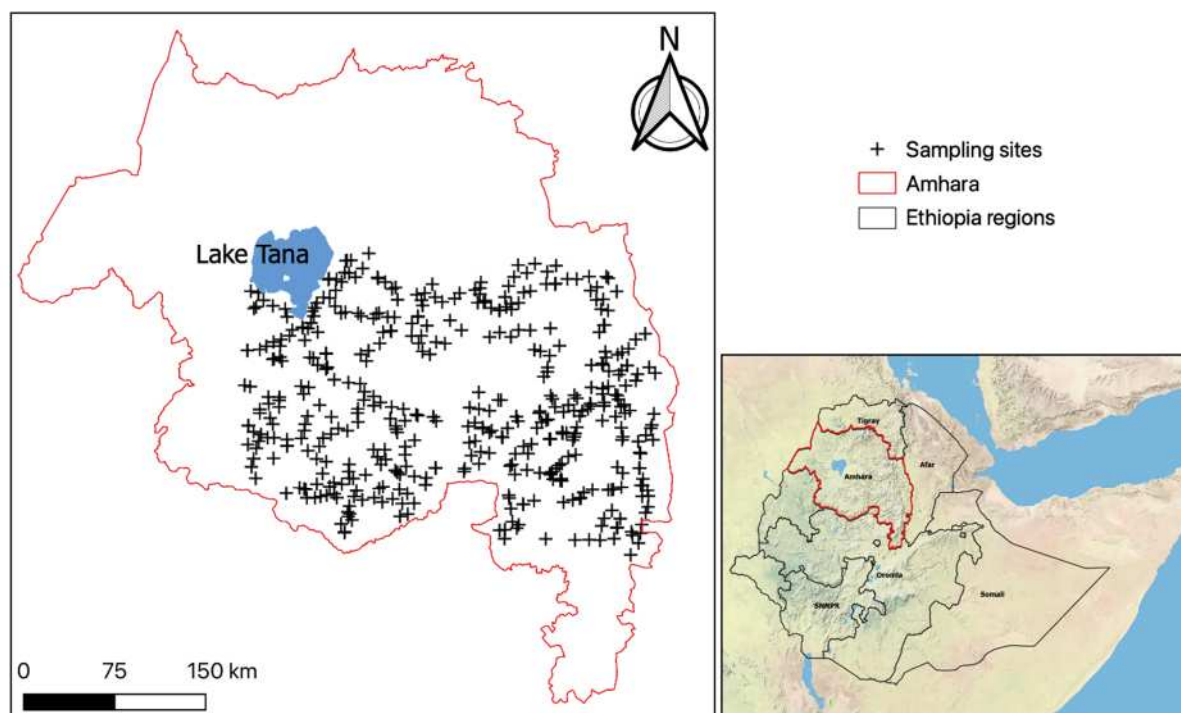 N
Lake Tana
0 75 150 km
+ Sampling sites
Amhara
Ethiopia regions
Tigray
Afar
Amhara
Oromia
SNNPR
Somali